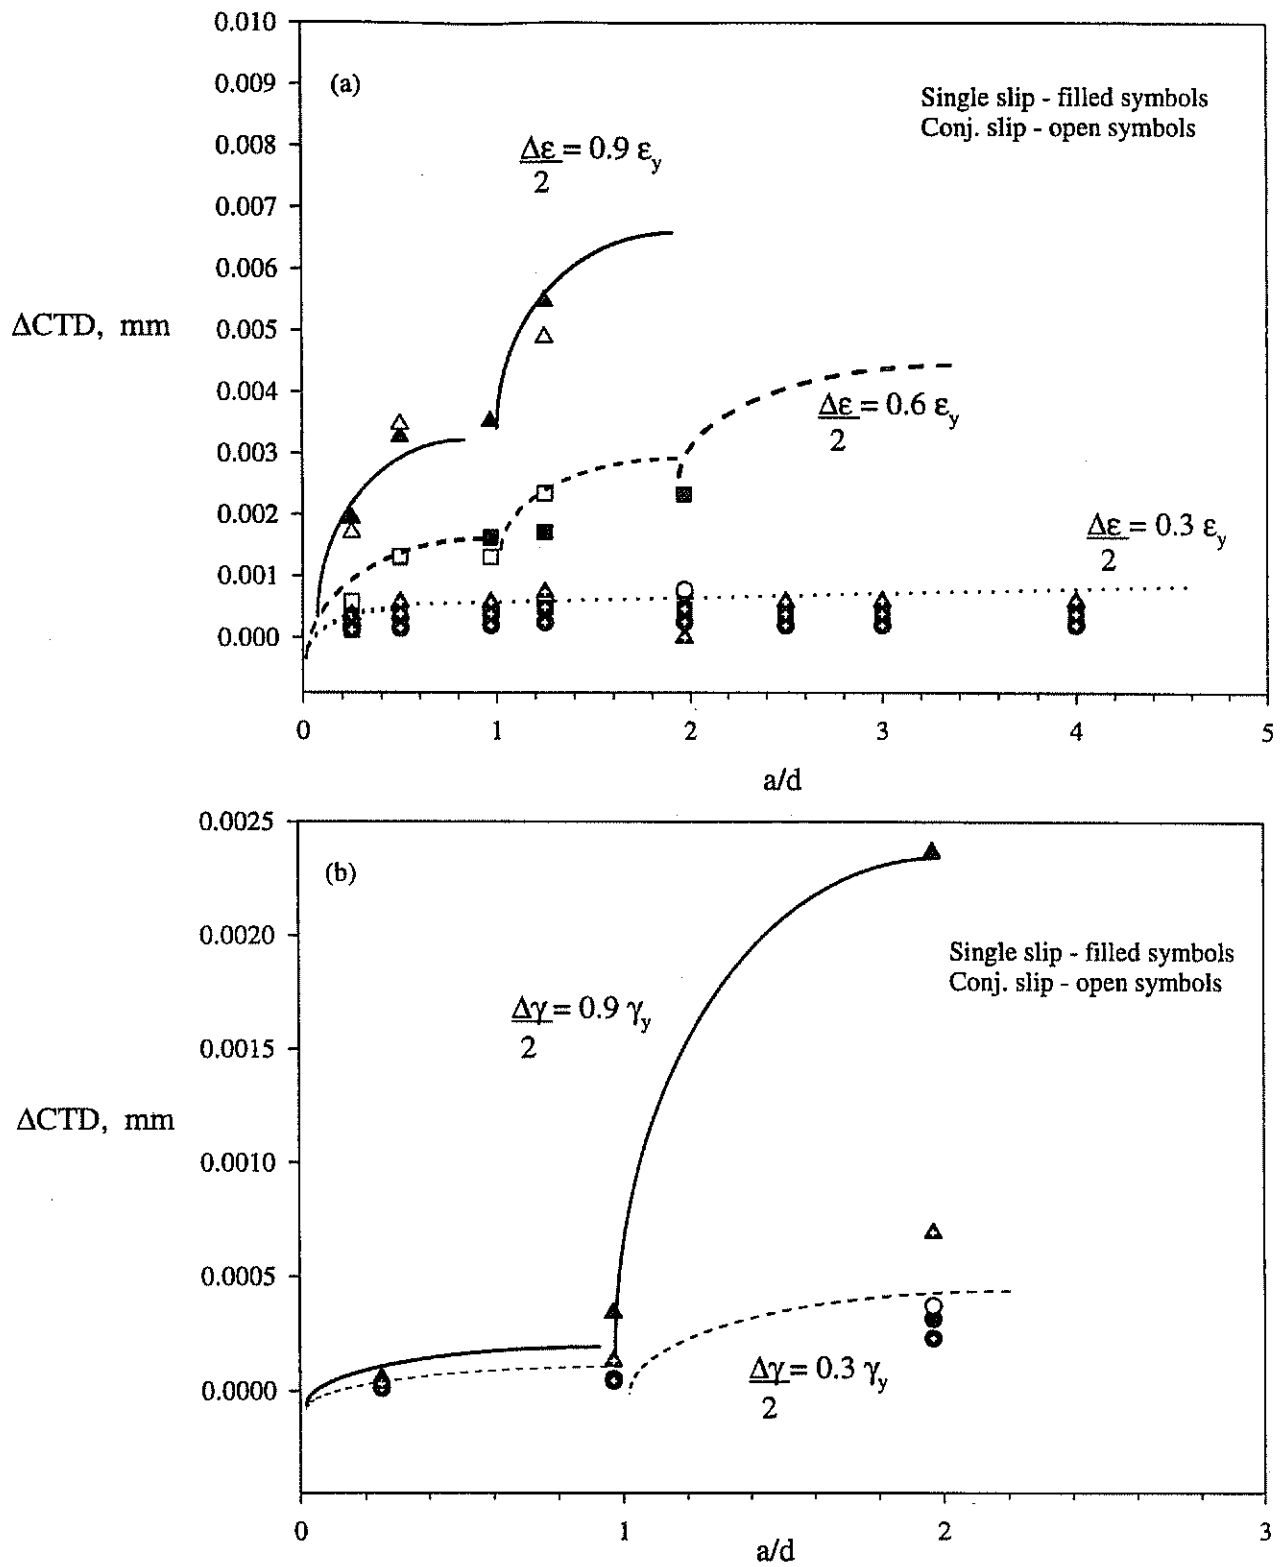 0.010
(a)
0.009
Single slip - filled symbols
0.008
Conj. slip - open symbols
Δε = 0.9 εy
2
0.007
0.006
ΔCTD, mm
0.005
0.004
Δε = 0.6 εy
2
0.003
0.002
Δε = 0.3 εy
2
0.001
0.000
0 1 2 3 4 5
a/d
0.0025
(b)
0.0020
Single slip - filled symbols
Conj. slip - open symbols
Δγ = 0.9 γy
2
0.0015
ΔCTD, mm
0.0010
0.0005
Δγ = 0.3 γy
2
0.0000
0 1 2 3
a/d